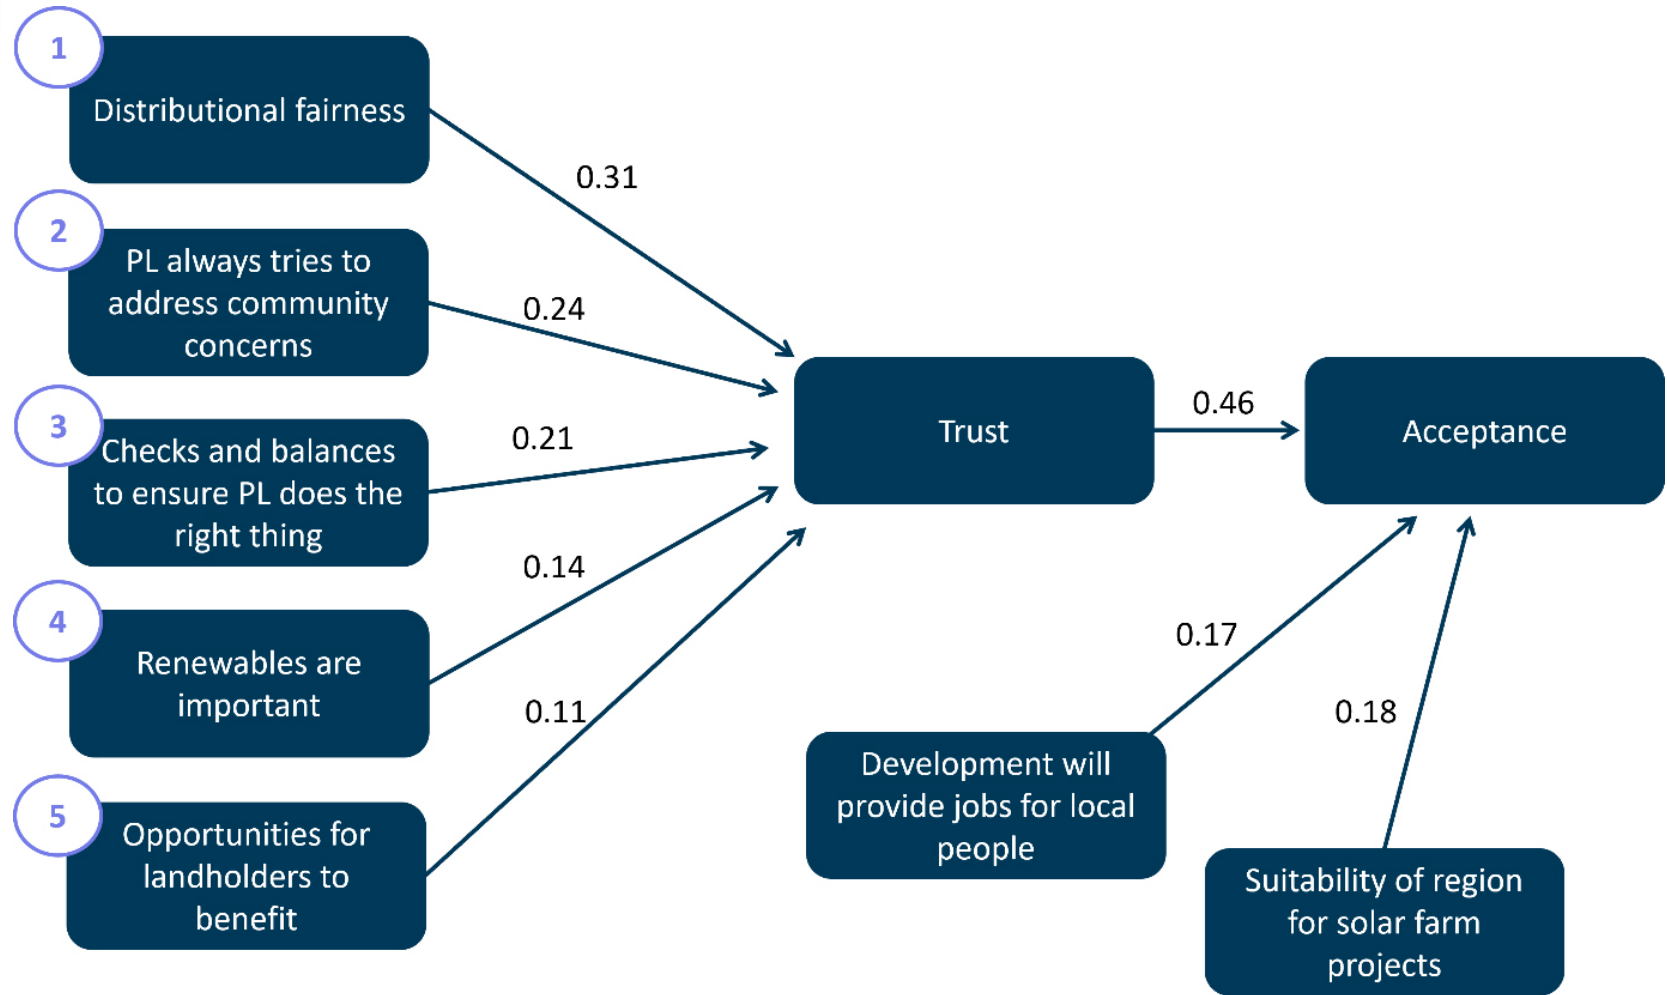 1
Distributional fairness
0.31
2
PL always tries to
address community
concerns
0.24
3
Checks and balances
to ensure PL does the
right thing
0.21
Trust
0.46
Acceptance
4
Renewables are
important
0.14
5
Opportunities for
landholders to
benefit
0.11
0.17
Development will
provide jobs for local
people
0.18
Suitability of region
for solar farm
projects